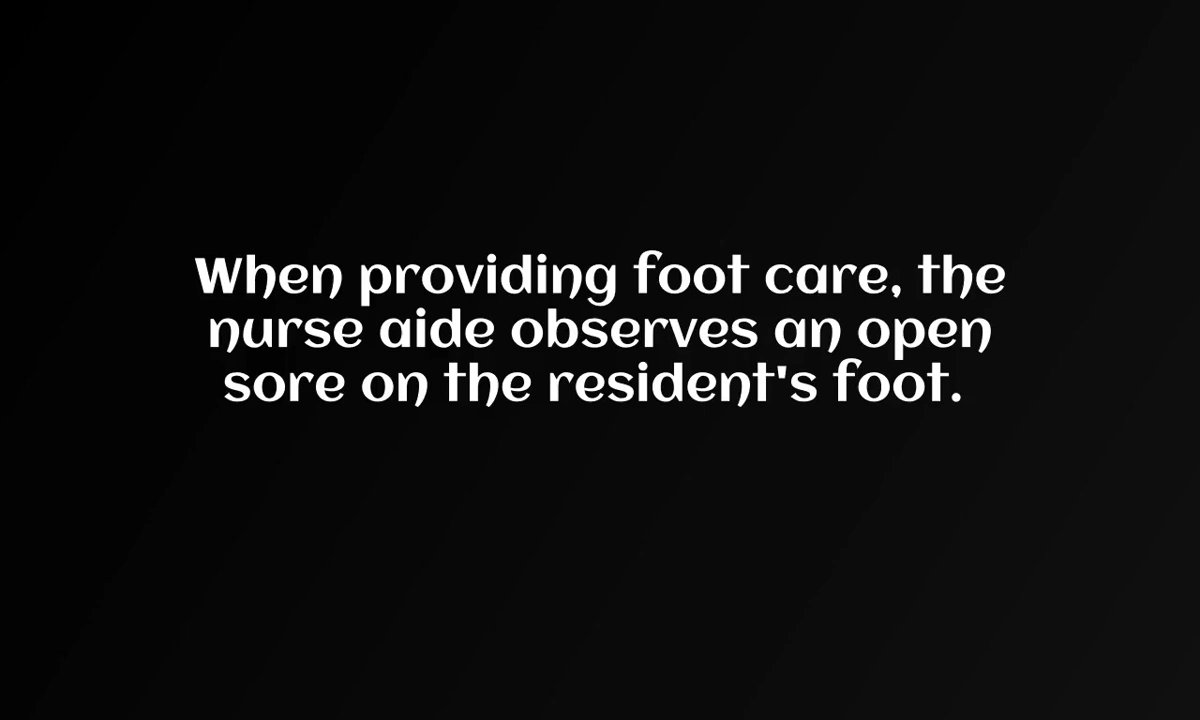 When providing foot care, the
nurse aide observes an open
sore on the resident's foot.